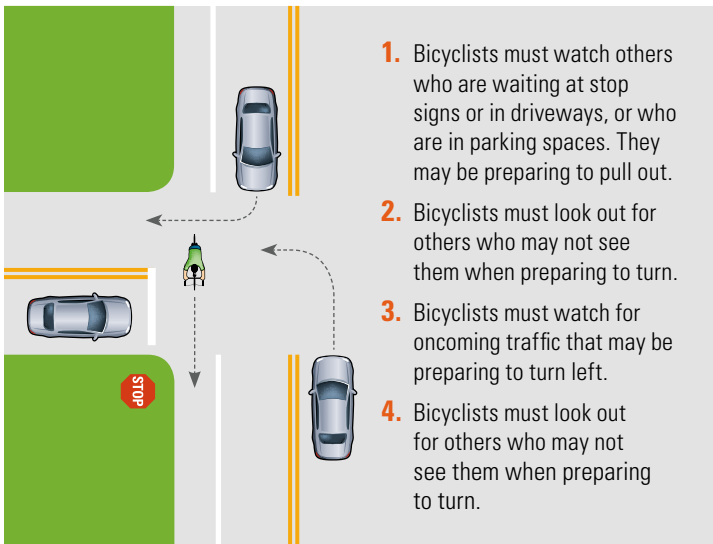 1. Bicyclists must watch others
who are waiting at stop
signs or in driveways, or who
are in parking spaces. They
may be preparing to pull out.
2. Bicyclists must look out for
others who may not see
them when preparing to turn.
3. Bicyclists must watch for
oncoming traffic that may be
preparing to turn left.
4. Bicyclists must look out
for others who may not
see them when preparing
to turn.
STOP